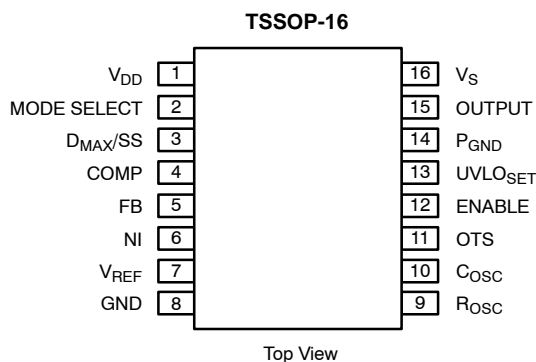 TSSOP-16
V_DD 1 16 V_S
MODE SELECT 2 15 OUTPUT
D_MAX/SS 3 14 P_GND
COMP 4 13 UVLO_SET
FB 5 12 ENABLE
NI 6 11 OTS
V_REF 7 10 C_OSC
GND 8 9 R_OSC
Top View